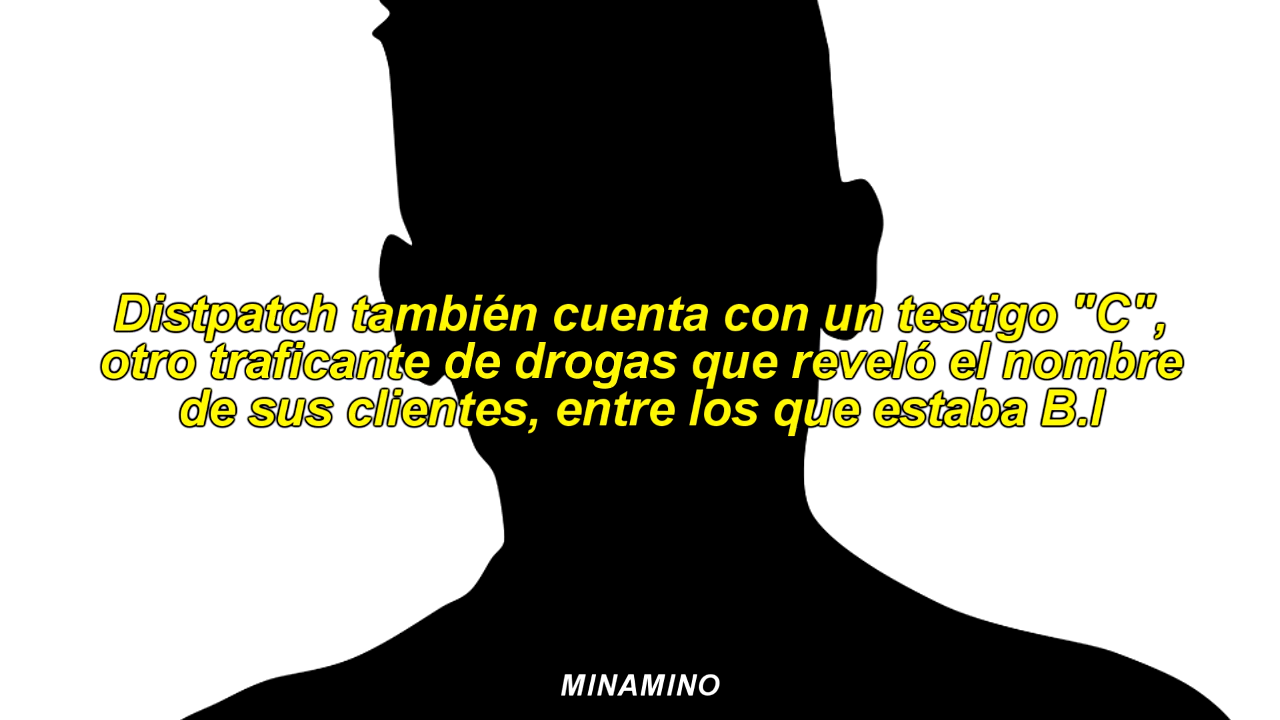 Distpatch también cuenta con un testigo "C",
otro traficante de drogas que reveló el nombre
de sus clientes, entre los que estaba B.I
MINAMINO